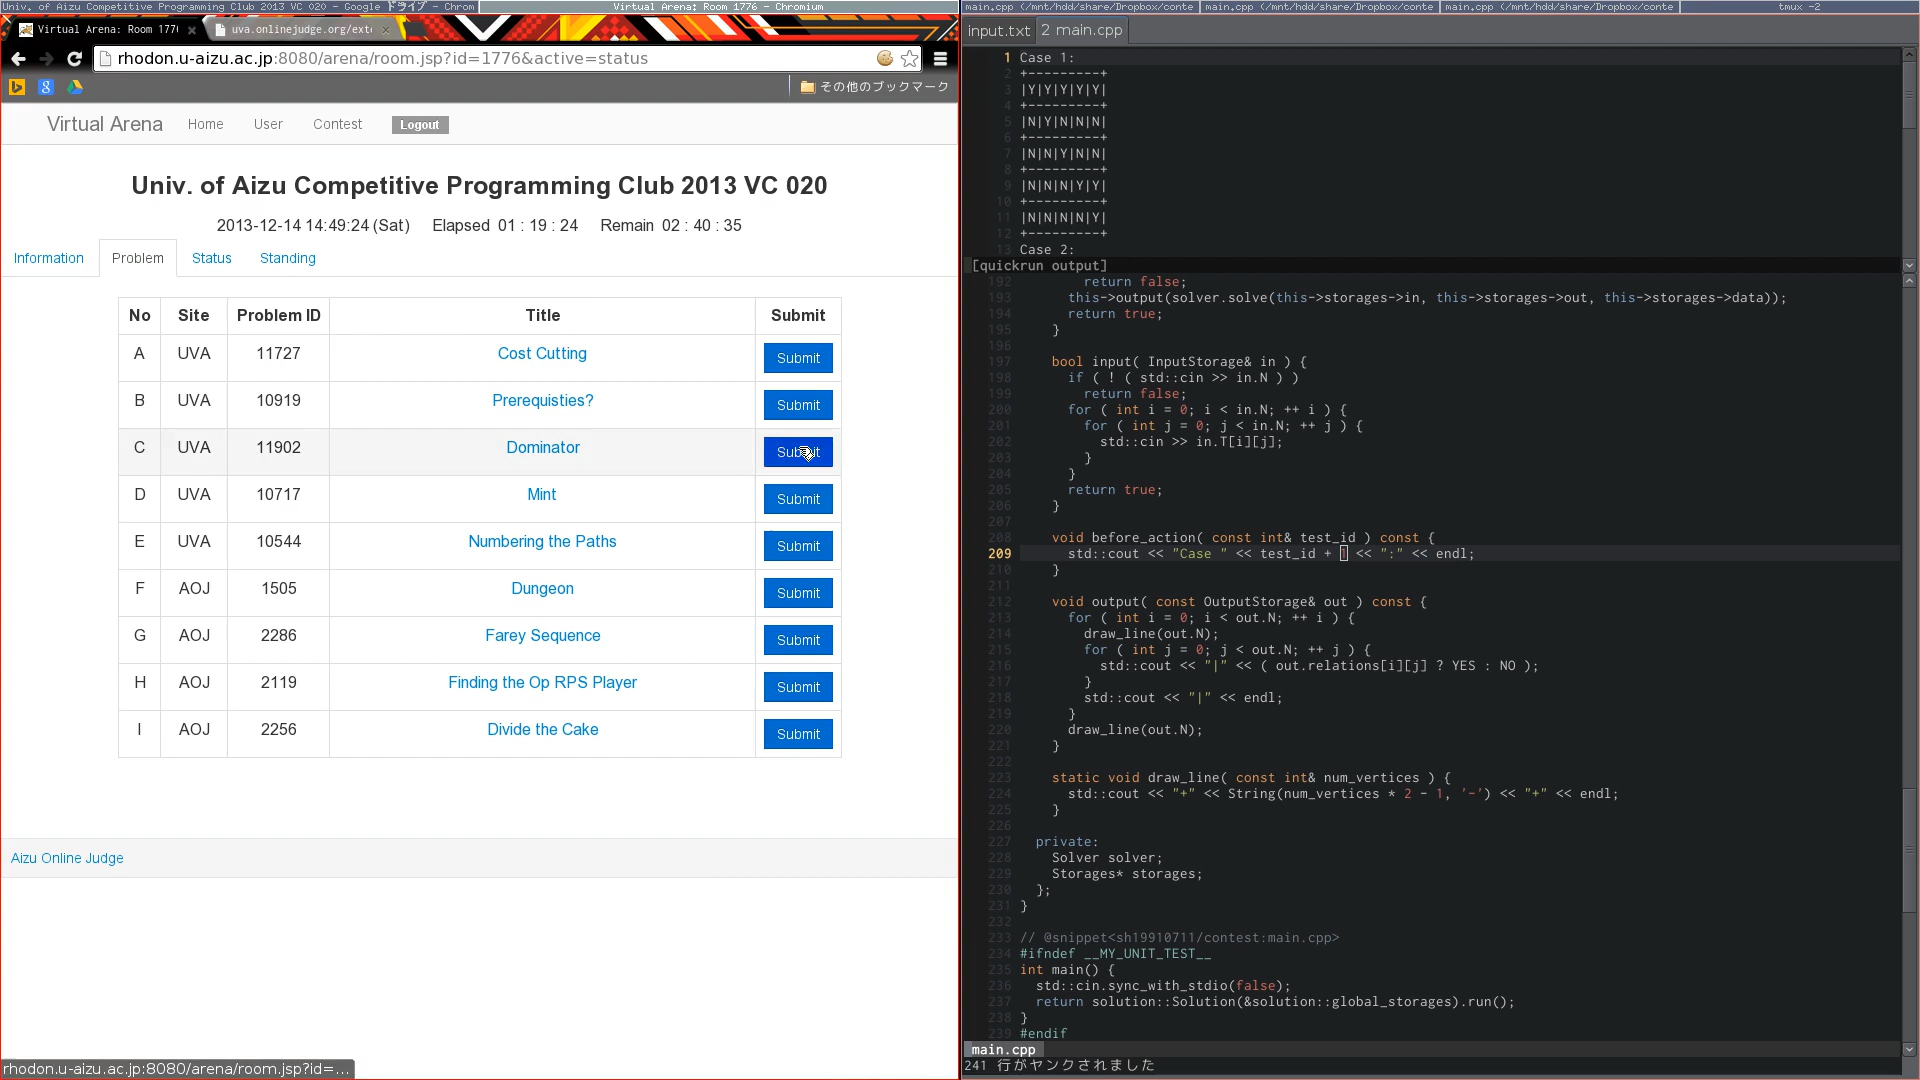 Univ. of Aizu Competitive Programming Club 2013 VC 020 - Google ドライブ - Chrom
Virtual Arena: Room 1776 - Chromium
main.cpp (/mnt/hdd/share/Dropbox/conte
main.cpp (/mnt/hdd/share/Dropbox/conte
main.cpp (/mnt/hdd/share/Dropbox/conte
tmux -2
Virtual Arena: Room 177
uva.onlinejudge.org/ext
rhodon.u-aizu.ac.jp:8080/arena/room.jsp?id=1776&active=status
その他のブックマーク
Virtual Arena Home User Contest Logout
Univ. of Aizu Competitive Programming Club 2013 VC 020
2013-12-14 14:49:24 (Sat) Elapsed 01 : 19 : 24 Remain 02 : 40 : 35
Information Problem Status Standing
No Site Problem ID Title Submit
A UVA 11727 Cost Cutting Submit
B UVA 10919 Prerequisties? Submit
C UVA 11902 Dominator Submit
D UVA 10717 Mint Submit
E UVA 10544 Numbering the Paths Submit
F AOJ 1505 Dungeon Submit
G AOJ 2286 Farey Sequence Submit
H AOJ 2119 Finding the Op RPS Player Submit
I AOJ 2256 Divide the Cake Submit
Aizu Online Judge
rhodon.u-aizu.ac.jp:8080/arena/room.jsp?id=...
input.txt 2 main.cpp
1 Case 1:
2 +---------+
3 |Y|Y|Y|Y|Y|
4 +---------+
5 |N|Y|N|N|N|
6 +---------+
7 |N|N|Y|N|N|
8 +---------+
9 |N|N|N|Y|Y|
10 +---------+
11 |N|N|N|N|Y|
12 +---------+
13 Case 2:
[quickrun output]
192 return false;
193 this->output(solver.solve(this->storages->in, this->storages->out, this->storages->data));
194 return true;
195 }
196
197 bool input( InputStorage& in ) {
198 if ( ! ( std::cin >> in.N ) )
199 return false;
200 for ( int i = 0; i < in.N; ++ i ) {
201 for ( int j = 0; j < in.N; ++ j ) {
202 std::cin >> in.T[i][j];
203 }
204 }
205 return true;
206 }
207
208 void before_action( const int& test_id ) const {
209 std::cout << "Case " << test_id + 1 << ":" << endl;
210 }
211
212 void output( const OutputStorage& out ) const {
213 for ( int i = 0; i < out.N; ++ i ) {
214 draw_line(out.N);
215 for ( int j = 0; j < out.N; ++ j ) {
216 std::cout << "|" << ( out.relations[i][j] ? YES : NO );
217 }
218 std::cout << "|" << endl;
219 }
220 draw_line(out.N);
221 }
222
223 static void draw_line( const int& num_vertices ) {
224 std::cout << "+" << String(num_vertices * 2 - 1, '-') << "+" << endl;
225 }
226
227 private:
228 Solver solver;
229 Storages* storages;
230 };
231 }
232
233 // @snippet<sh19910711/contest:main.cpp>
234 #ifndef __MY_UNIT_TEST__
235 int main() {
236 std::cin.sync_with_stdio(false);
237 return solution::Solution(&solution::global_storages).run();
238 }
239 #endif
main.cpp
241 行がヤンクされました